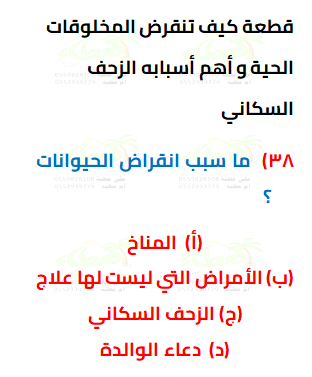 قطعة كيف تنقرض المخلوقات
الحية و أهم أسبابه الزحف
السكاني
٣٨) ما سبب انقراض الحيوانات
؟
(أ) المناخ
(ب) الأمراض التي ليست لها علاج
(ج) الزحف السكاني
(د) دعاء الوالدة